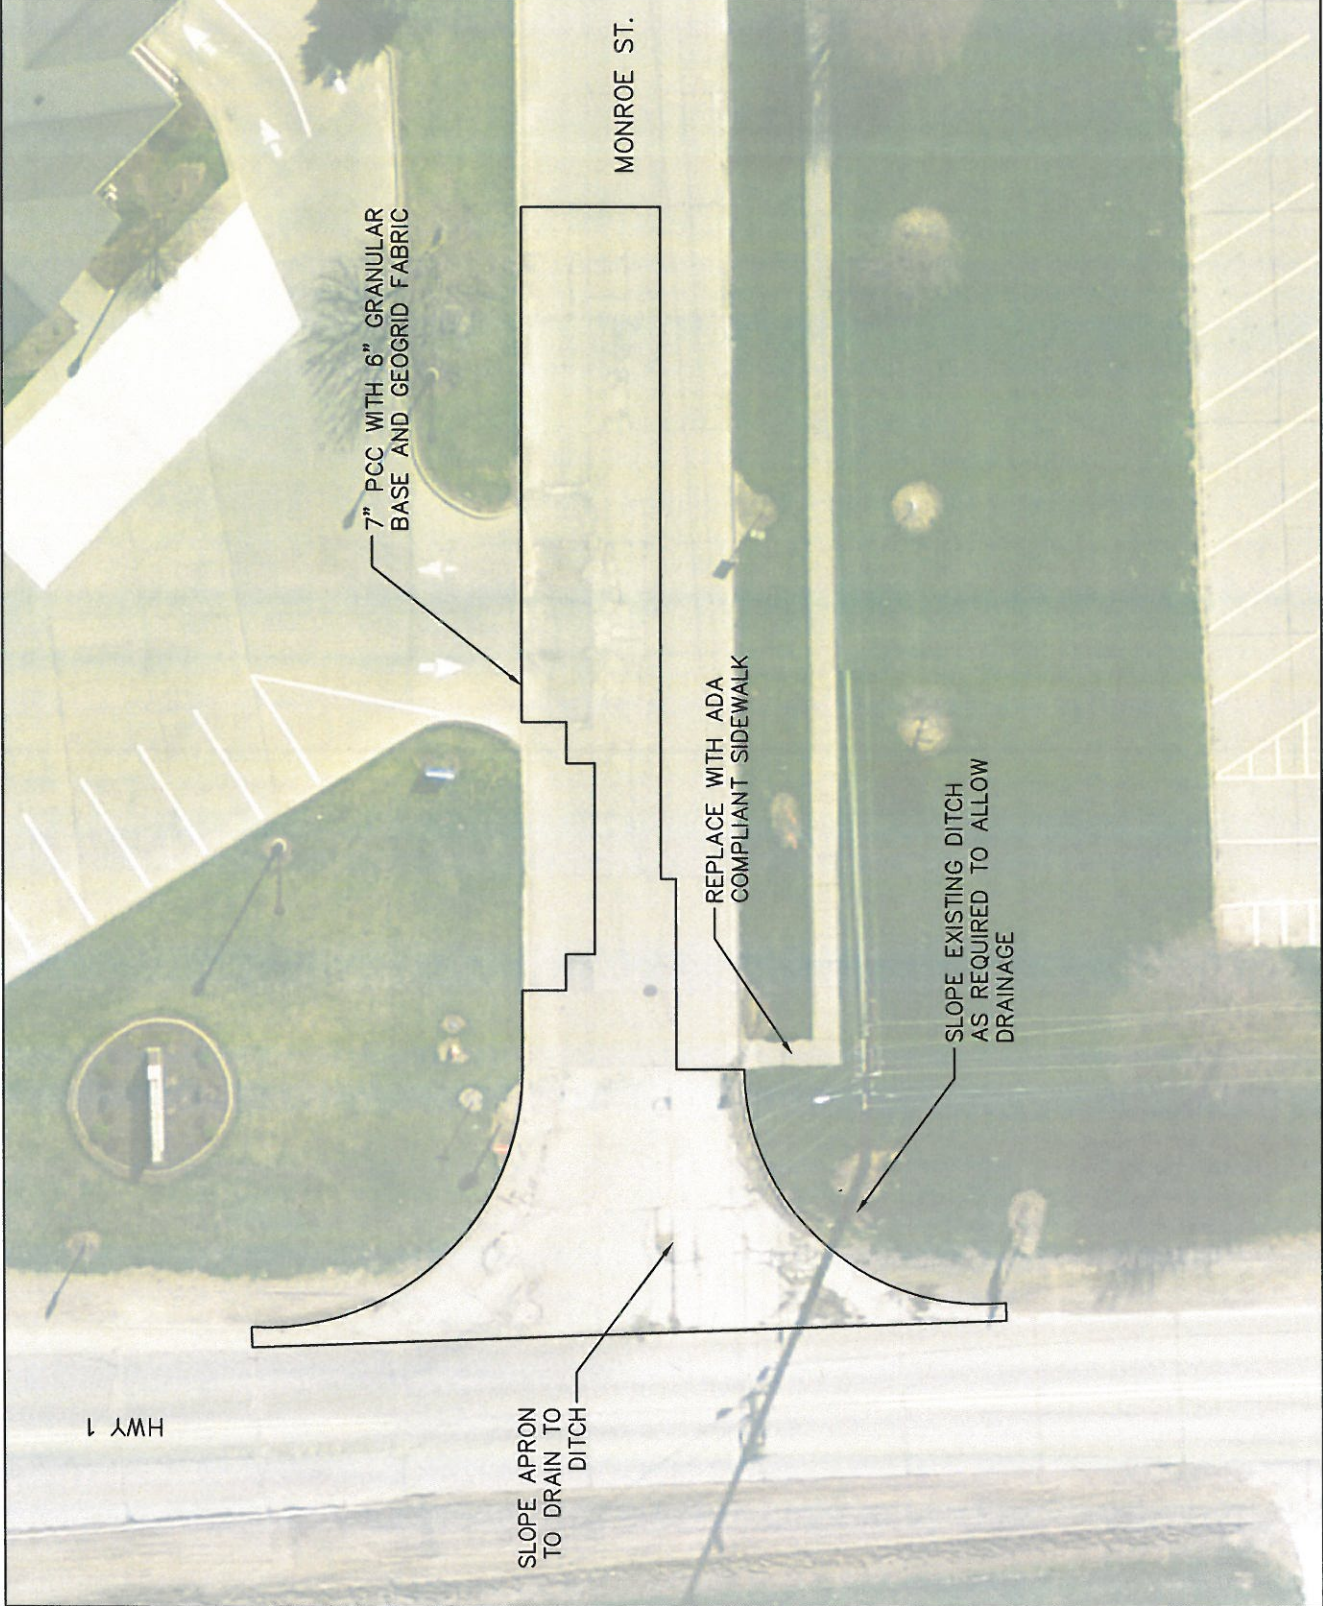 MONROE ST.
7" PCC WITH 6" GRANULAR
BASE AND GEOGRID FABRIC
REPLACE WITH ADA
COMPLIANT SIDEWALK
SLOPE EXISTING DITCH
AS REQUIRED TO ALLOW
DRAINAGE
SLOPE APRON
TO DRAIN TO
DITCH
HWY 1